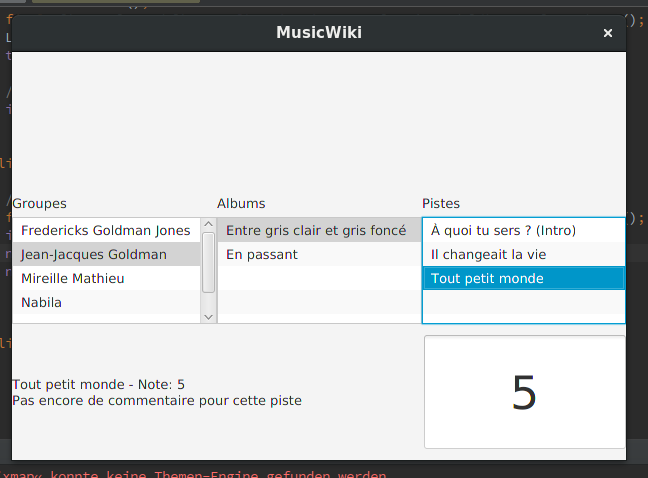 MusicWiki
Groupes
Albums
Pistes
Fredericks Goldman Jones
Entre gris clair et gris foncé
À quoi tu sers ? (Intro)
Jean-Jacques Goldman
En passant
Il changeait la vie
Mireille Mathieu
Tout petit monde
Nabila
Tout petit monde - Note: 5
Pas encore de commentaire pour cette piste
5
konnte keine Themen-Engine gefunden werden